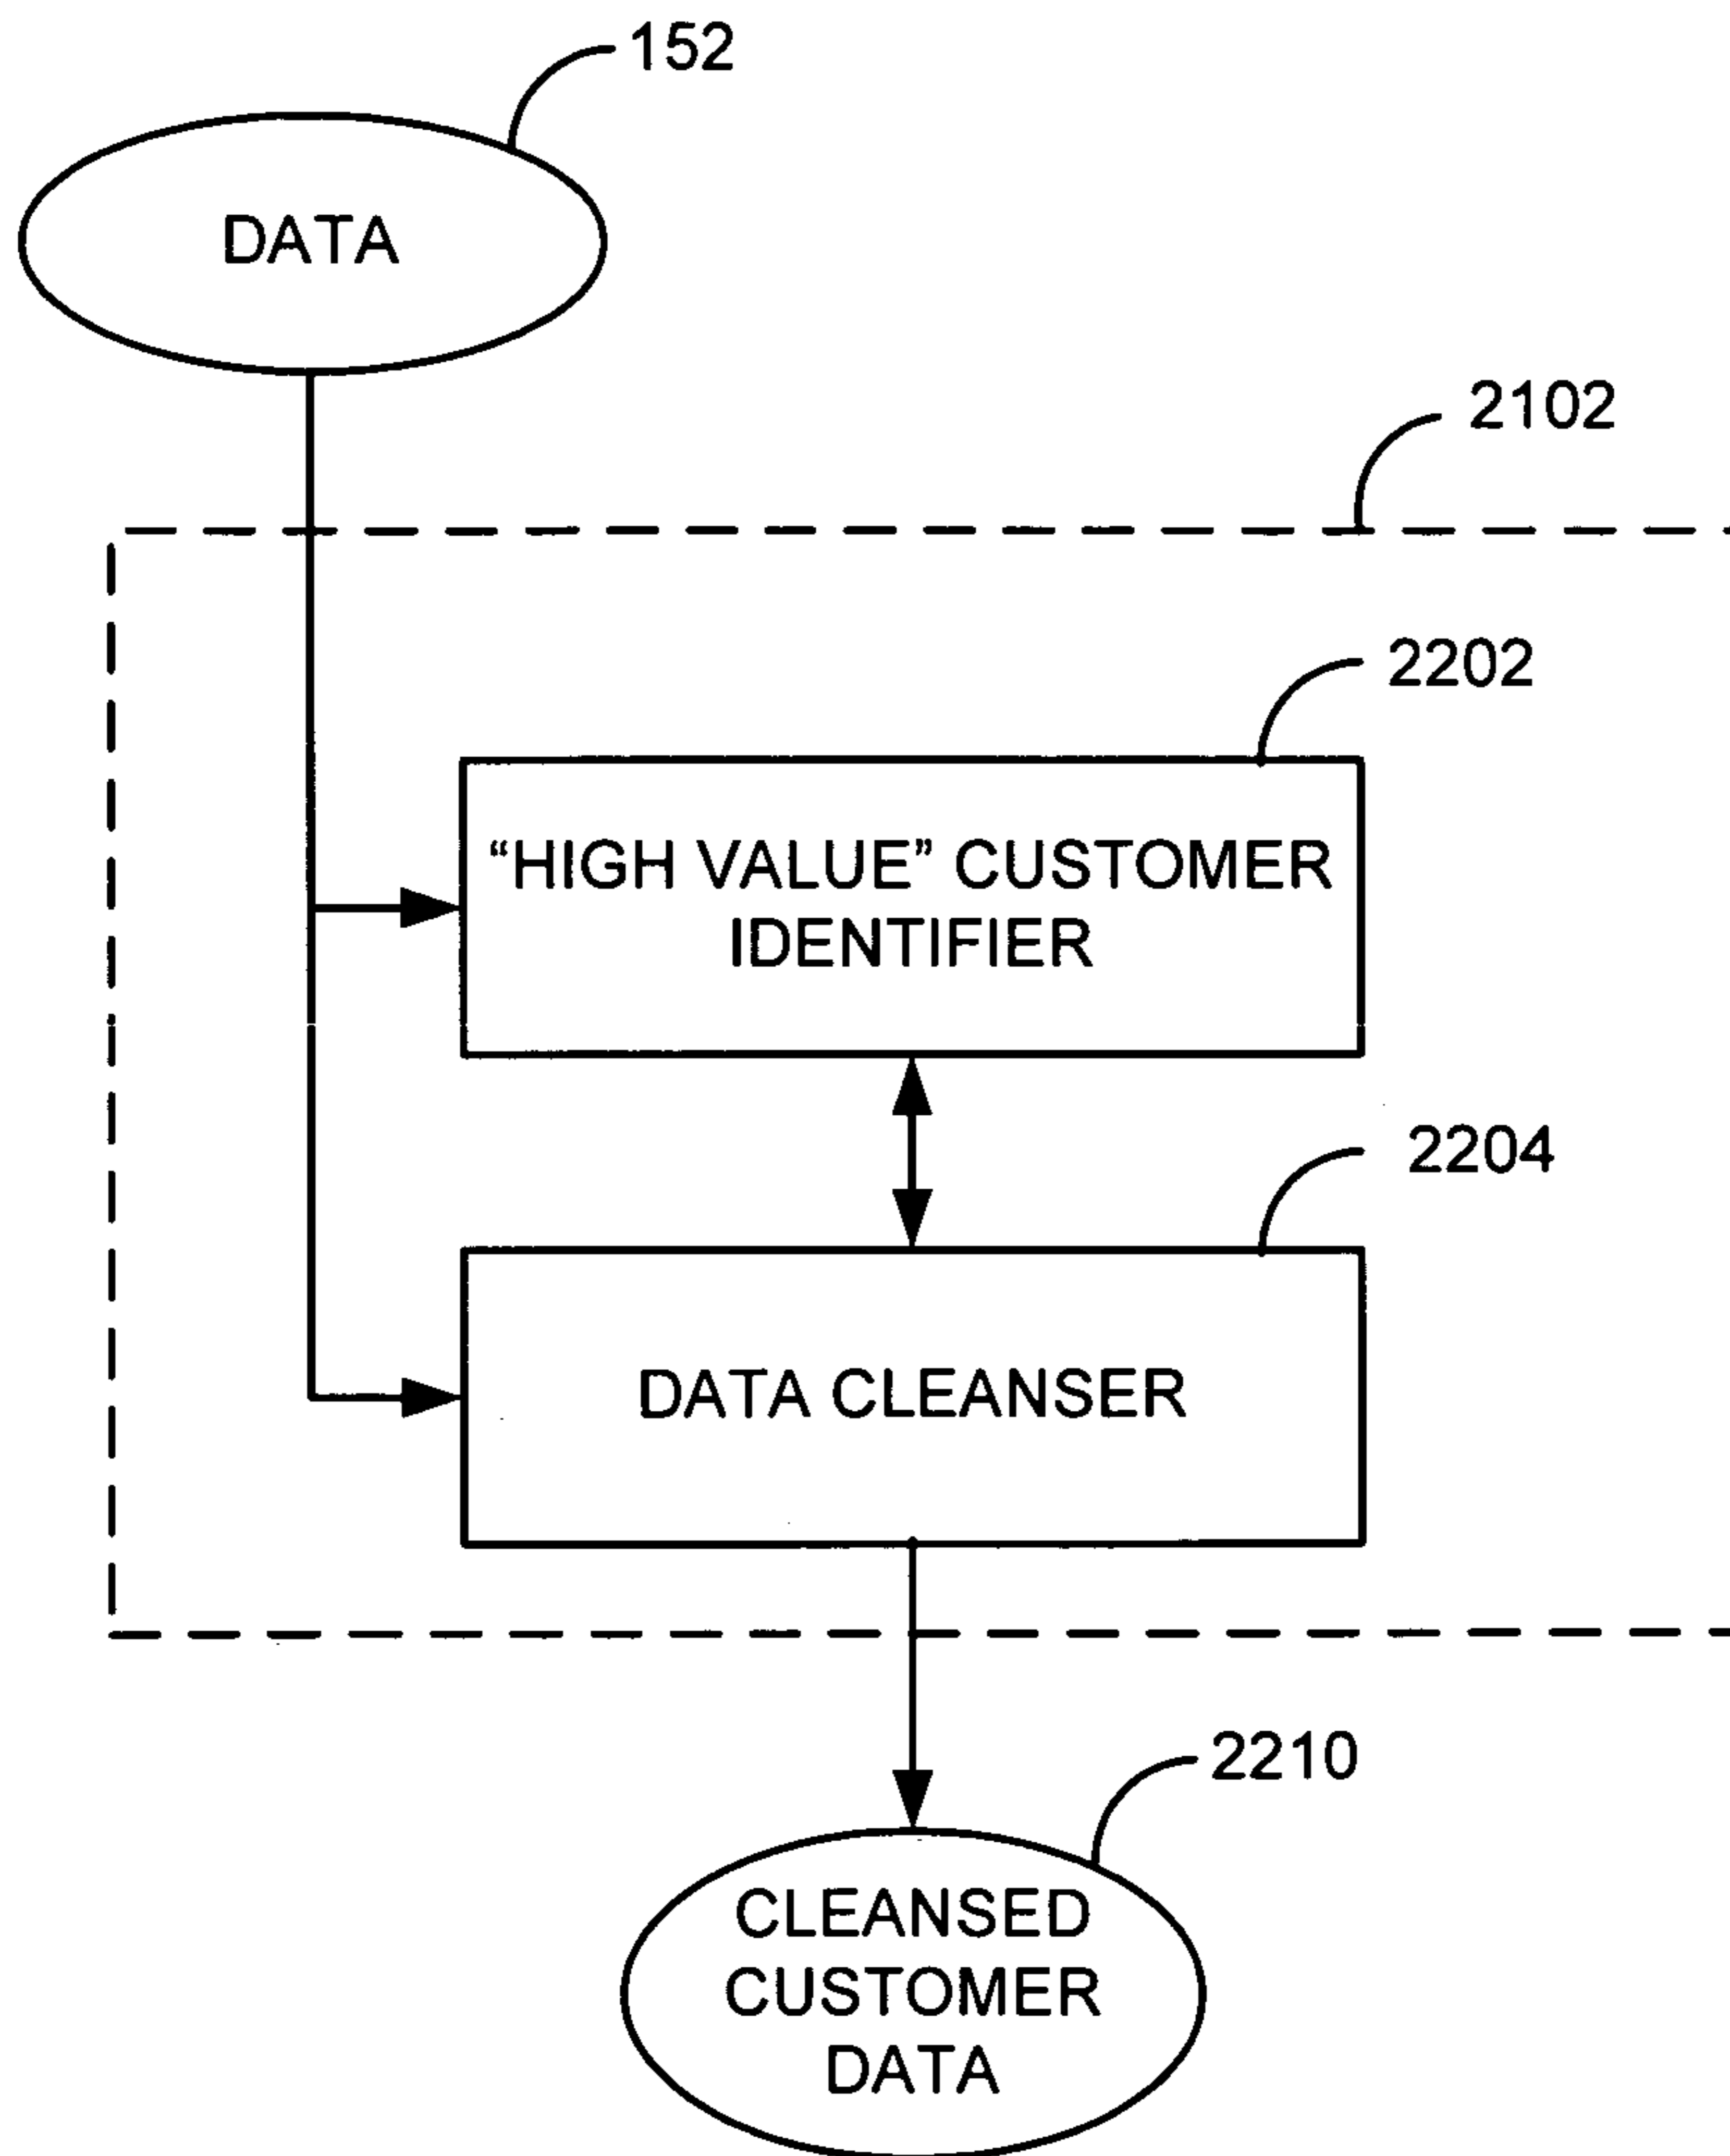 152
DATA
2102
2202
“HIGH VALUE” CUSTOMER
IDENTIFIER
2204
DATA CLEANSER
2210
CLEANSED
CUSTOMER
DATA